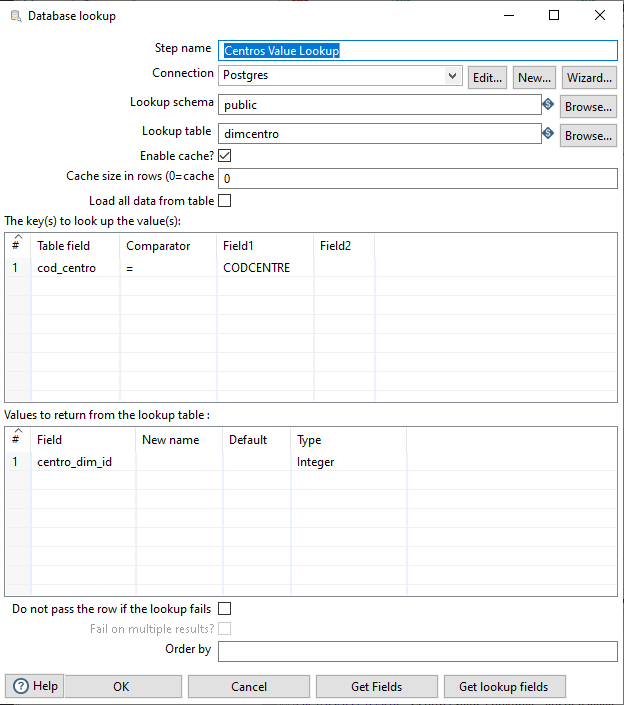 Database lookup
Step name Centros Value Lookup
Connection Postgres Edit... New... Wizard...
Lookup schema public Browse...
Lookup table dimcentro Browse...
Enable cache?
Cache size in rows (0=cache 0
Load all data from table
The key(s) to look up the value(s):
# Table field Comparator Field1 Field2
1 cod_centro = CODCENTRE
Values to return from the lookup table :
# Field New name Default Type
1 centro_dim_id Integer
Do not pass the row if the lookup fails
Fail on multiple results?
Order by
Help OK Cancel Get Fields Get lookup fields